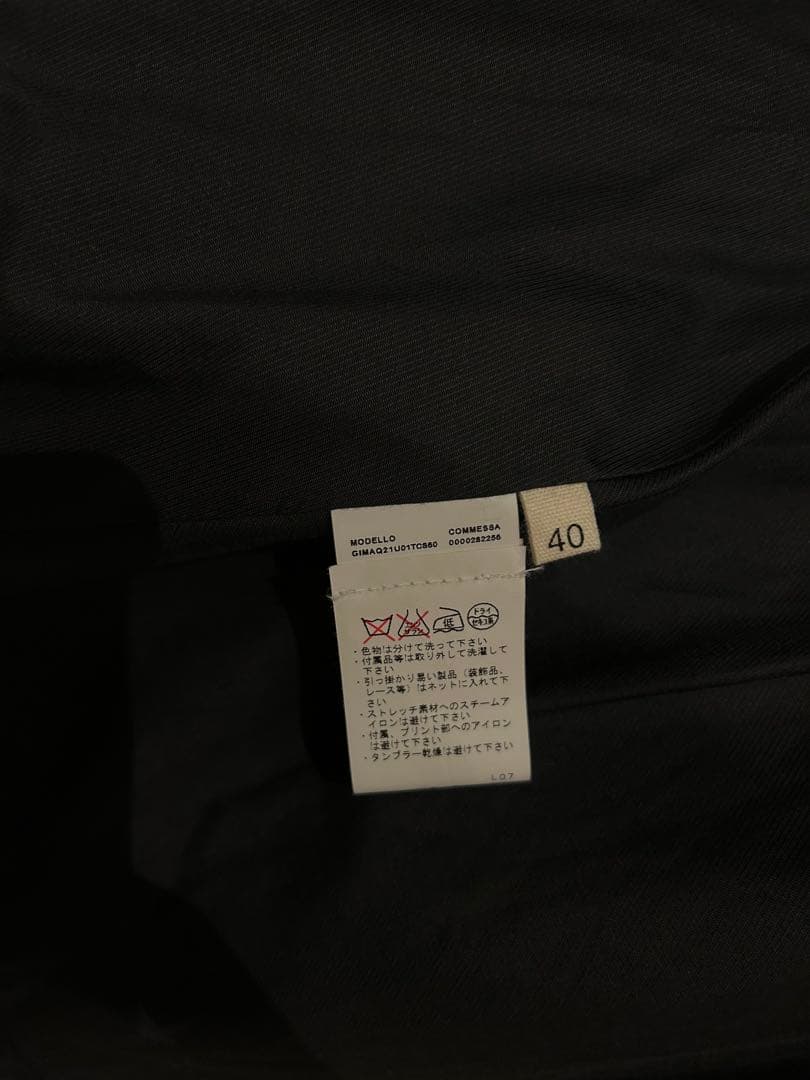 MODELLO COMMESSA
GIMAQ21U01TCS60 0000282256
40
低
ドライ
セキユ系
・色物は分けて洗って下さい
・付属品等は取り外して洗濯して
下さい
・引っ掛かり易い製品（装飾品、
レース等）はネットに入れて下
さい
・ストレッチ素材へのスチームア
イロンは避けて下さい
・付属、プリント部へのアイロン
は避けて下さい
・タンブラー乾燥は避けて下さい
L07